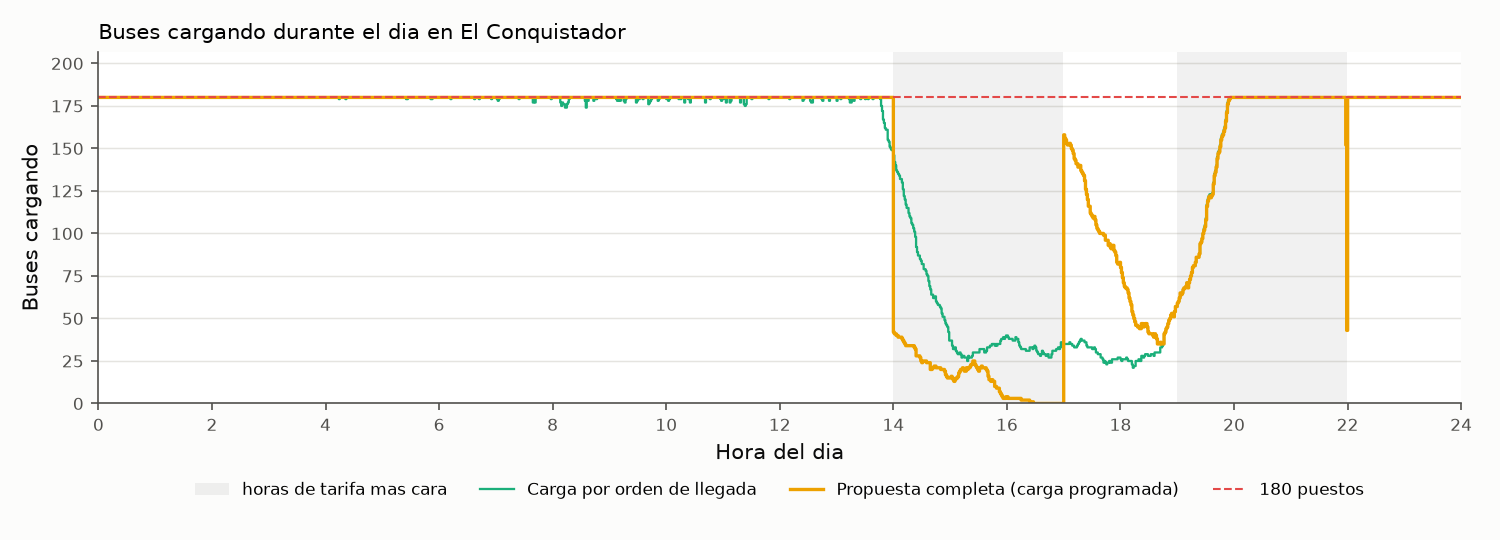 Buses cargando durante el dia en El Conquistador
Buses cargando
200
175
150
125
100
75
50
25
0
0 2 4 6 8 10 12 14 16 18 20 22 24
Hora del dia
horas de tarifa mas cara Carga por orden de llegada Propuesta completa (carga programada) 180 puestos